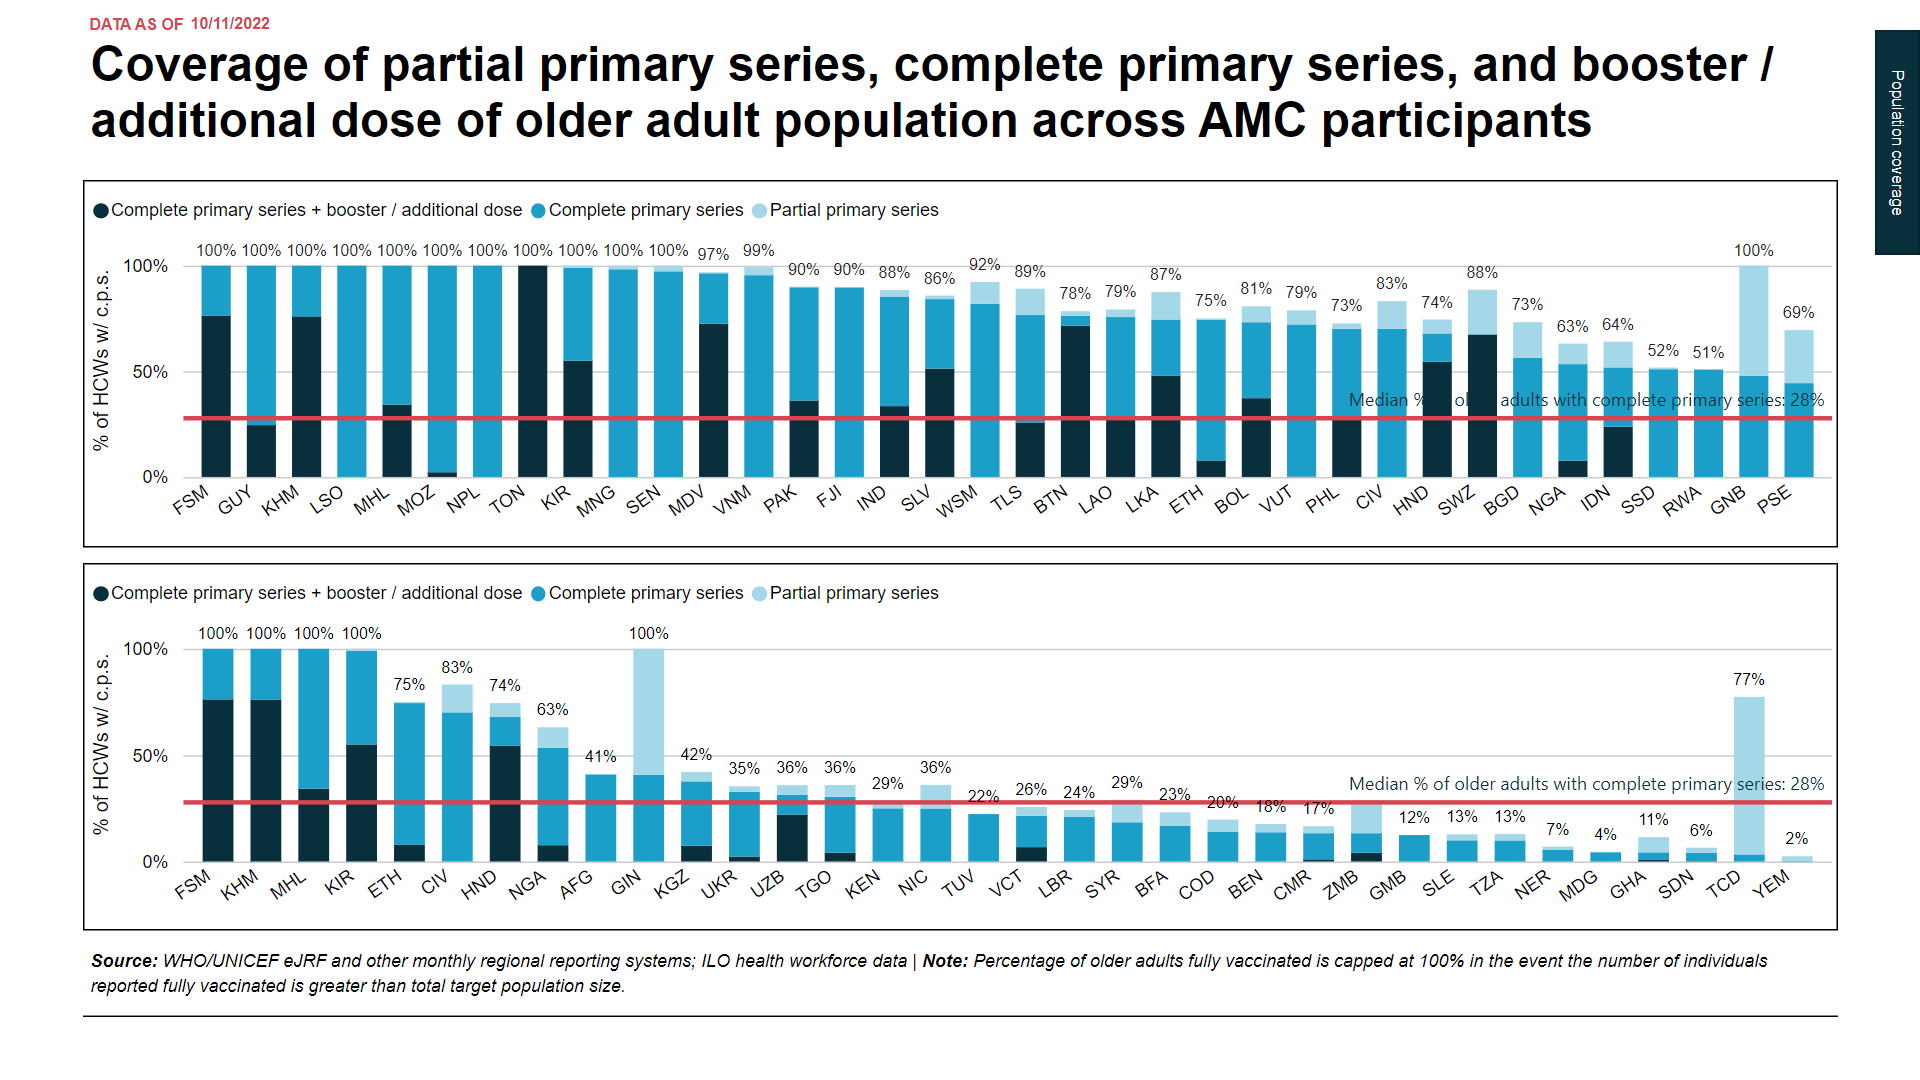 DATA AS OF 10/11/2022
Coverage of partial primary series, complete primary series, and booster /
additional dose of older adult population across AMC participants
Population coverage
Complete primary series + booster / additional dose Complete primary series Partial primary series
100% 100% 100% 100% 100% 100% 100% 100% 100% 100% 100% 97% 99% 90% 90% 88% 86% 92% 89% 78% 79% 87% 75% 81% 79% 73% 83% 74% 88% 73% 63% 64% 52% 51% 100% 69%
100%
50%
0%
% of HCWs w/ c.p.s.
Median % of older adults with complete primary series: 28%
FSM GUY KHM LSO MHL MOZ NPL TON KIR MNG SEN MDV VNM PAK FJI IND SLV WSM TLS BTN LAO LKA ETH BOL VUT PHL CIV HND SWZ BGD NGA IDN SSD RWA GNB PSE
Complete primary series + booster / additional dose Complete primary series Partial primary series
100% 100% 100% 100% 75% 83% 74% 63% 41% 100% 42% 35% 36% 36% 29% 36% 22% 26% 24% 29% 23% 20% 18% 17% 12% 13% 13% 7% 4% 11% 6% 77% 2%
100%
50%
0%
% of HCWs w/ c.p.s.
Median % of older adults with complete primary series: 28%
FSM KHM MHL KIR ETH CIV HND NGA AFG GIN KGZ UKR UZB TGO KEN NIC TUV VCT LBR SYR BFA COD BEN CMR ZMB GMB SLE TZA NER MDG GHA SDN TCD YEM
Source: WHO/UNICEF eJRF and other monthly regional reporting systems; ILO health workforce data | Note: Percentage of older adults fully vaccinated is capped at 100% in the event the number of individuals
reported fully vaccinated is greater than total target population size.